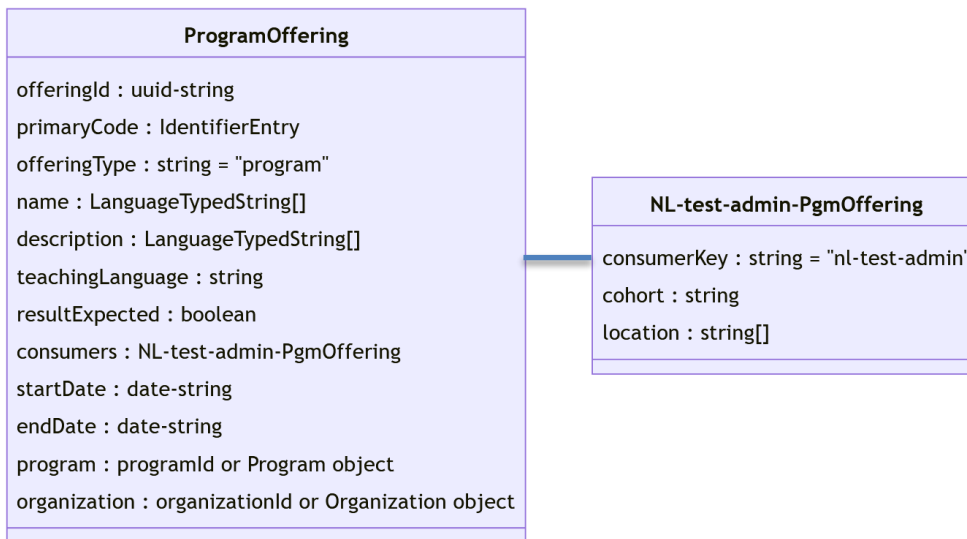 ProgramOffering
offeringId : uuid-string
primaryCode : IdentifierEntry
offeringType : string = "program"
name : LanguageTypedString[]
description : LanguageTypedString[]
teachingLanguage : string
resultExpected : boolean
consumers : NL-test-admin-PgmOffering
startDate : date-string
endDate : date-string
program : programId or Program object
organization : organizationId or Organization object
NL-test-admin-PgmOffering
consumerKey : string = "nl-test-admin"
cohort : string
location : string[]